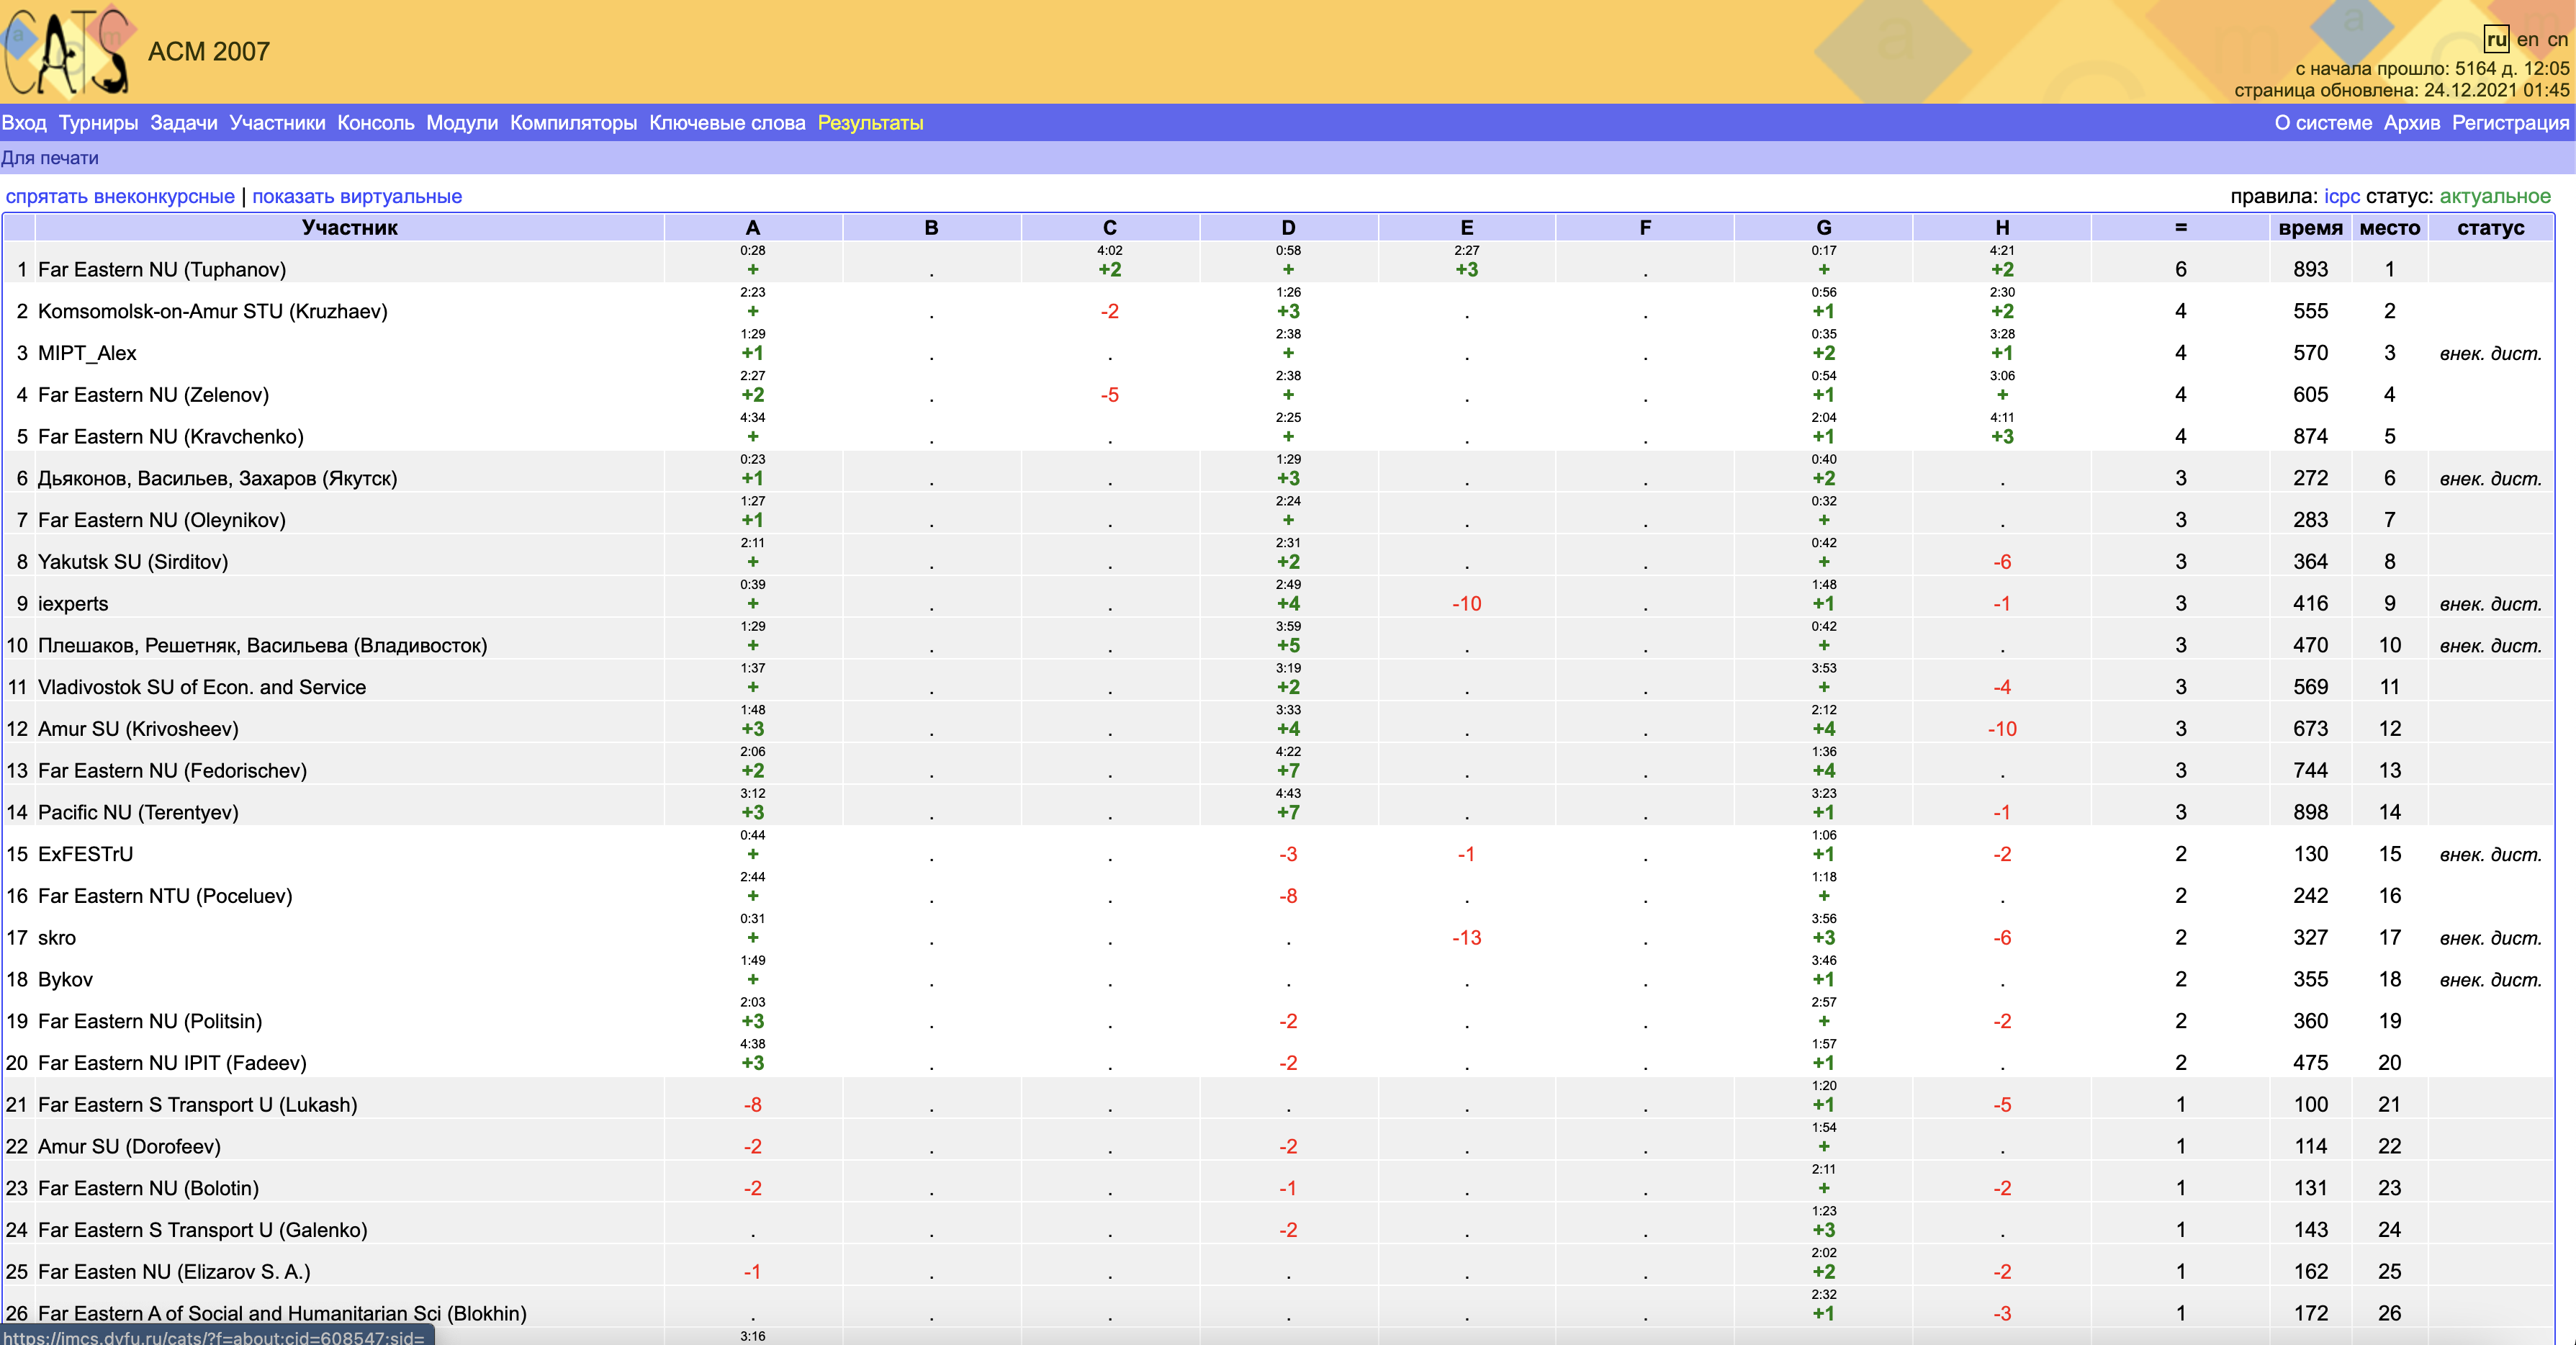 CATS
ACM 2007
ru en cn
с начала прошло: 5164 д. 12:05
страница обновлена: 24.12.2021 01:45
Вход Турниры Задачи Участники Консоль Модули Компиляторы Ключевые слова Результаты О системе Архив Регистрация
Для печати
спрятать внеконкурсные | показать виртуальные правила: icpc статус: актуальное
Участник A B C D E F G H = время место статус
0:28 4:02 0:58 2:27 0:17 4:21
1 Far Eastern NU (Tuphanov) + . +2 + +3 . + +2 6 893 1
2:23 1:26 0:56 2:30
2 Komsomolsk-on-Amur STU (Kruzhaev) + . -2 +3 . . +1 +2 4 555 2
1:29 2:38 0:35 3:28
3 MIPT_Alex +1 . . + . . +2 +1 4 570 3 внек. дист.
2:27 2:38 0:54 3:06
4 Far Eastern NU (Zelenov) +2 . -5 + . . +1 + 4 605 4
4:34 2:25 2:04 4:11
5 Far Eastern NU (Kravchenko) + . . + . . +1 +3 4 874 5
0:23 1:29 0:40
6 Дьяконов, Васильев, Захаров (Якутск) +1 . . +3 . . +2 . 3 272 6 внек. дист.
1:27 2:24 0:32
7 Far Eastern NU (Oleynikov) +1 . . + . . + . 3 283 7
2:11 2:31 0:42
8 Yakutsk SU (Sirditov) + . . +2 . . + -6 3 364 8
0:39 2:49 1:48
9 iexperts + . . +4 -10 . +1 -1 3 416 9 внек. дист.
1:29 3:59 0:42
10 Плешаков, Решетняк, Васильева (Владивосток) + . . +5 . . + . 3 470 10 внек. дист.
1:37 3:19 3:53
11 Vladivostok SU of Econ. and Service + . . +2 . . + -4 3 569 11
1:48 3:33 2:12
12 Amur SU (Krivosheev) +3 . . +4 . . +4 -10 3 673 12
2:06 4:22 1:36
13 Far Eastern NU (Fedorischev) +2 . . +7 . . +4 . 3 744 13
3:12 4:43 3:23
14 Pacific NU (Terentyev) +3 . . +7 . . +1 -1 3 898 14
0:44 1:06
15 ExFESTrU + . . -3 -1 . +1 -2 2 130 15 внек. дист.
2:44 1:18
16 Far Eastern NTU (Poceluev) + . . -8 . . + . 2 242 16
0:31 3:56
17 skro + . . . -13 . +3 -6 2 327 17 внек. дист.
1:49 3:46
18 Bykov + . . . . . +1 . 2 355 18 внек. дист.
2:03 2:57
19 Far Eastern NU (Politsin) +3 . . -2 . . + -2 2 360 19
4:38 1:57
20 Far Eastern NU IPIT (Fadeev) +3 . . -2 . . +1 . 2 475 20
1:20
21 Far Eastern S Transport U (Lukash) -8 . . . . . +1 -5 1 100 21
1:54
22 Amur SU (Dorofeev) -2 . . -2 . . + . 1 114 22
2:11
23 Far Eastern NU (Bolotin) -2 . . -1 . . + -2 1 131 23
1:23
24 Far Eastern S Transport U (Galenko) . . . -2 . . +3 . 1 143 24
2:02
25 Far Easten NU (Elizarov S. A.) -1 . . . . . +2 -2 1 162 25
2:32
26 Far Eastern A of Social and Humanitarian Sci (Blokhin) . . . . . . +1 -3 1 172 26
https://imcs.dvfu.ru/cats/?f=about;cid=608547;sid= 3:16